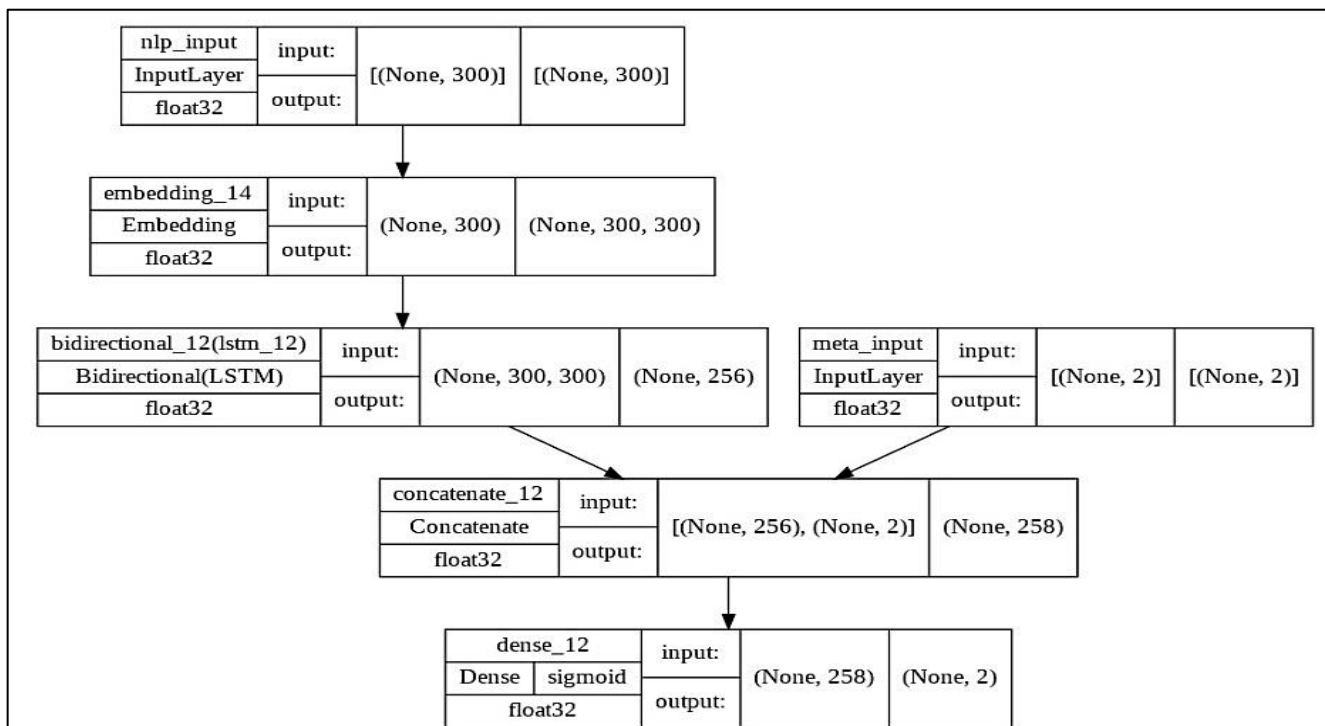 nlp_input
InputLayer
float32
input:
output:
[(None, 300)]
[(None, 300)]
embedding_14
Embedding
float32
input:
output:
(None, 300)
(None, 300, 300)
bidirectional_12(lstm_12)
Bidirectional(LSTM)
float32
input:
output:
(None, 300, 300)
(None, 256)
meta_input
InputLayer
float32
input:
output:
[(None, 2)]
[(None, 2)]
concatenate_12
Concatenate
float32
input:
output:
[(None, 256), (None, 2)]
(None, 258)
dense_12
Dense sigmoid
float32
input:
output:
(None, 258)
(None, 2)